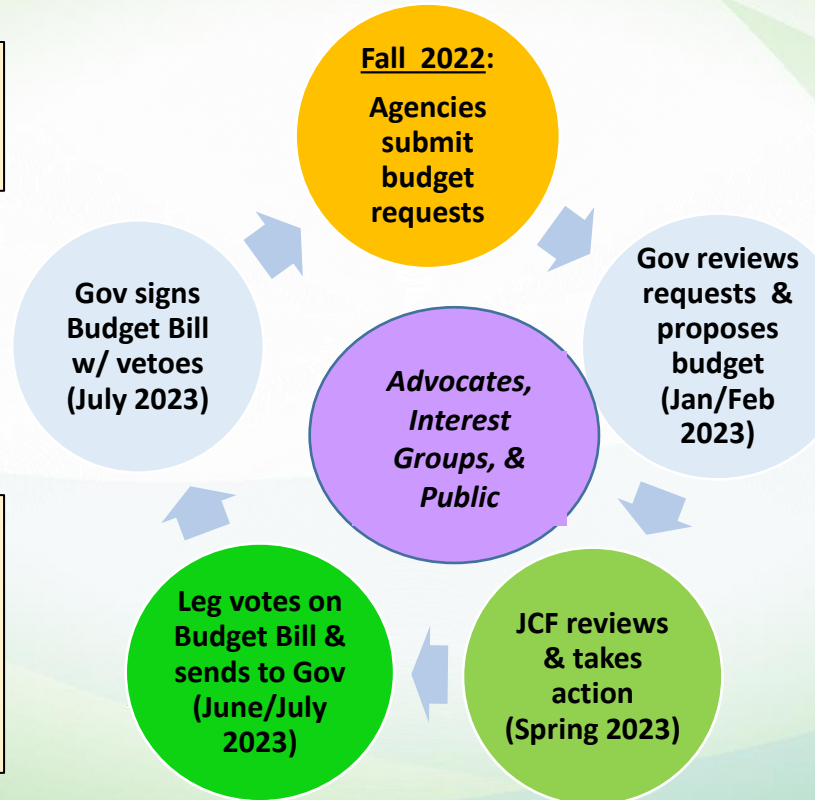 Fall 2022:
Agencies
submit
budget
requests
Gov reviews
requests &
proposes
budget
(Jan/Feb
2023)
JCF reviews
& takes
action
(Spring 2023)
Leg votes on
Budget Bill &
sends to Gov
(June/July
2023)
Gov signs
Budget Bill
w/ vetoes
(July 2023)
Advocates,
Interest
Groups, &
Public